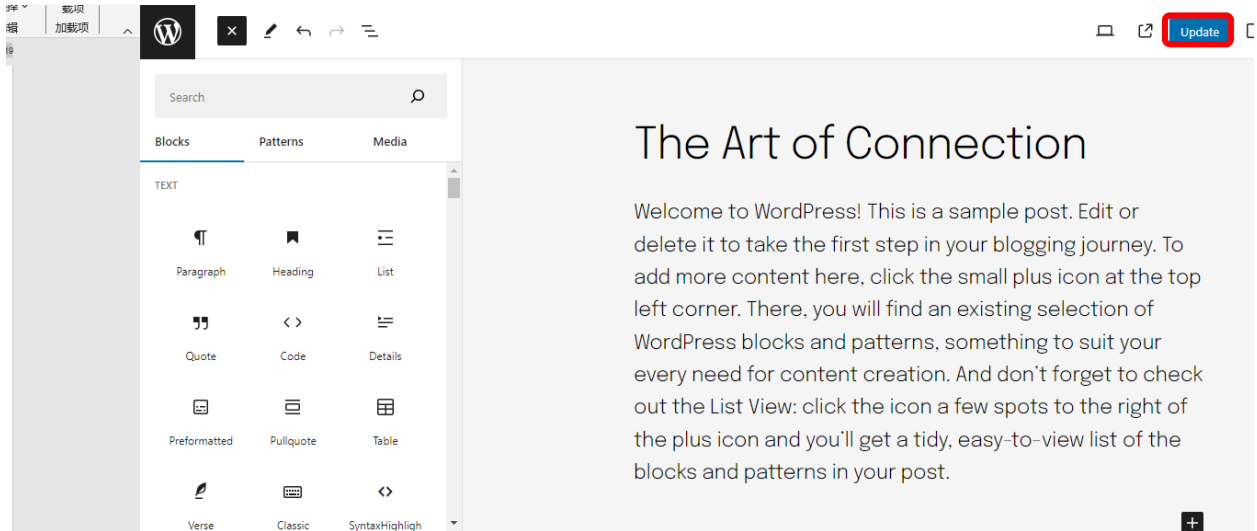 载项
辑
加载项
Update
Search
Blocks Patterns Media
TEXT
Paragraph Heading List
Quote Code Details
Preformatted Pullquote Table
Verse Classic SyntaxHighligh
The Art of Connection
Welcome to WordPress! This is a sample post. Edit or
delete it to take the first step in your blogging journey. To
add more content here, click the small plus icon at the top
left corner. There, you will find an existing selection of
WordPress blocks and patterns, something to suit your
every need for content creation. And don't forget to check
out the List View: click the icon a few spots to the right of
the plus icon and you'll get a tidy, easy-to-view list of the
blocks and patterns in your post.